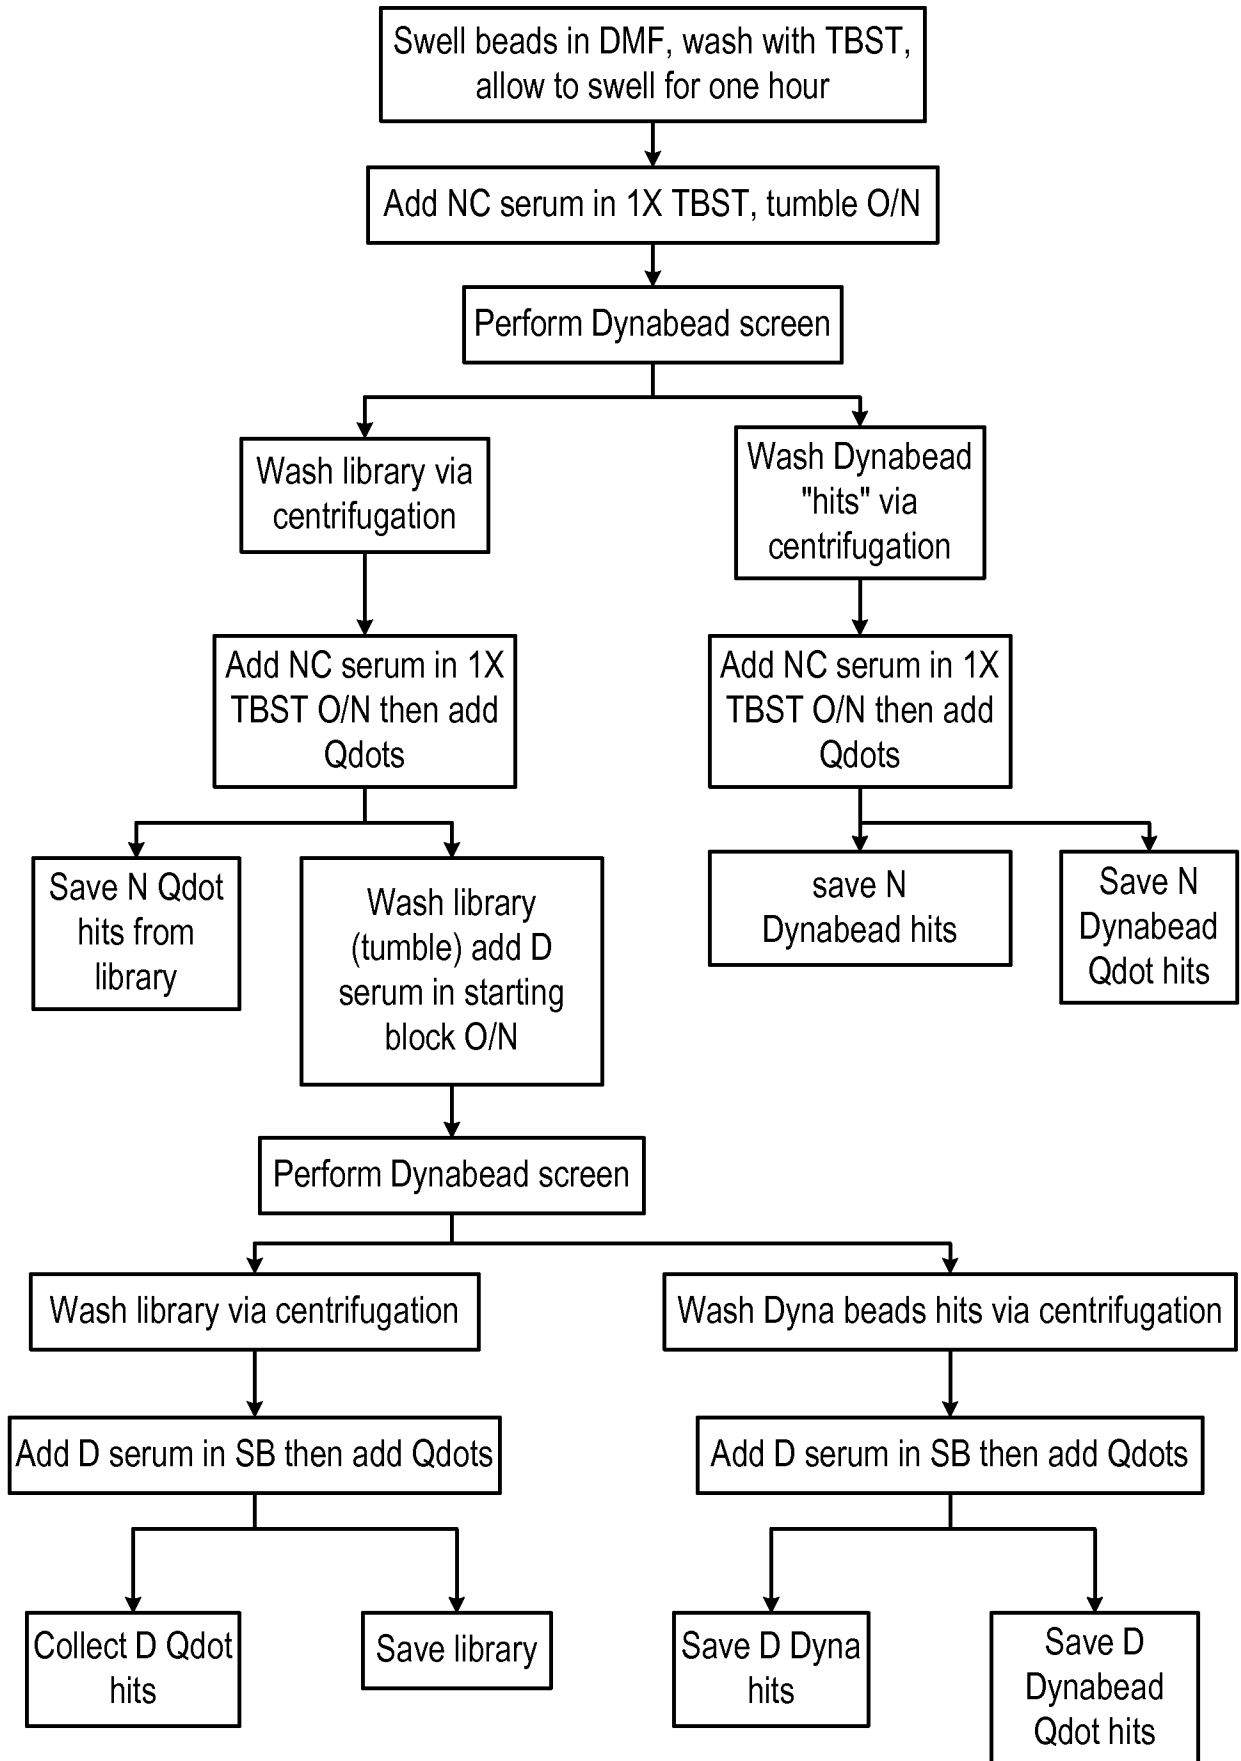 Swell beads in DMF, wash with TBST,
allow to swell for one hour
Add NC serum in 1X TBST, tumble O/N
Perform Dynabead screen
Wash library via
centrifugation
Wash Dynabead
"hits" via
centrifugation
Add NC serum in 1X
TBST O/N then add
Qdots
Add NC serum in 1X
TBST O/N then add
Qdots
Save N Qdot
hits from
library
Wash library
(tumble) add D
serum in starting
block O/N
save N
Dynabead hits
Save N
Dynabead
Qdot hits
Perform Dynabead screen
Wash library via centrifugation
Wash Dyna beads hits via centrifugation
Add D serum in SB then add Qdots
Add D serum in SB then add Qdots
Collect D Qdot
hits
Save library
Save D Dyna
hits
Save D
Dynabead
Qdot hits